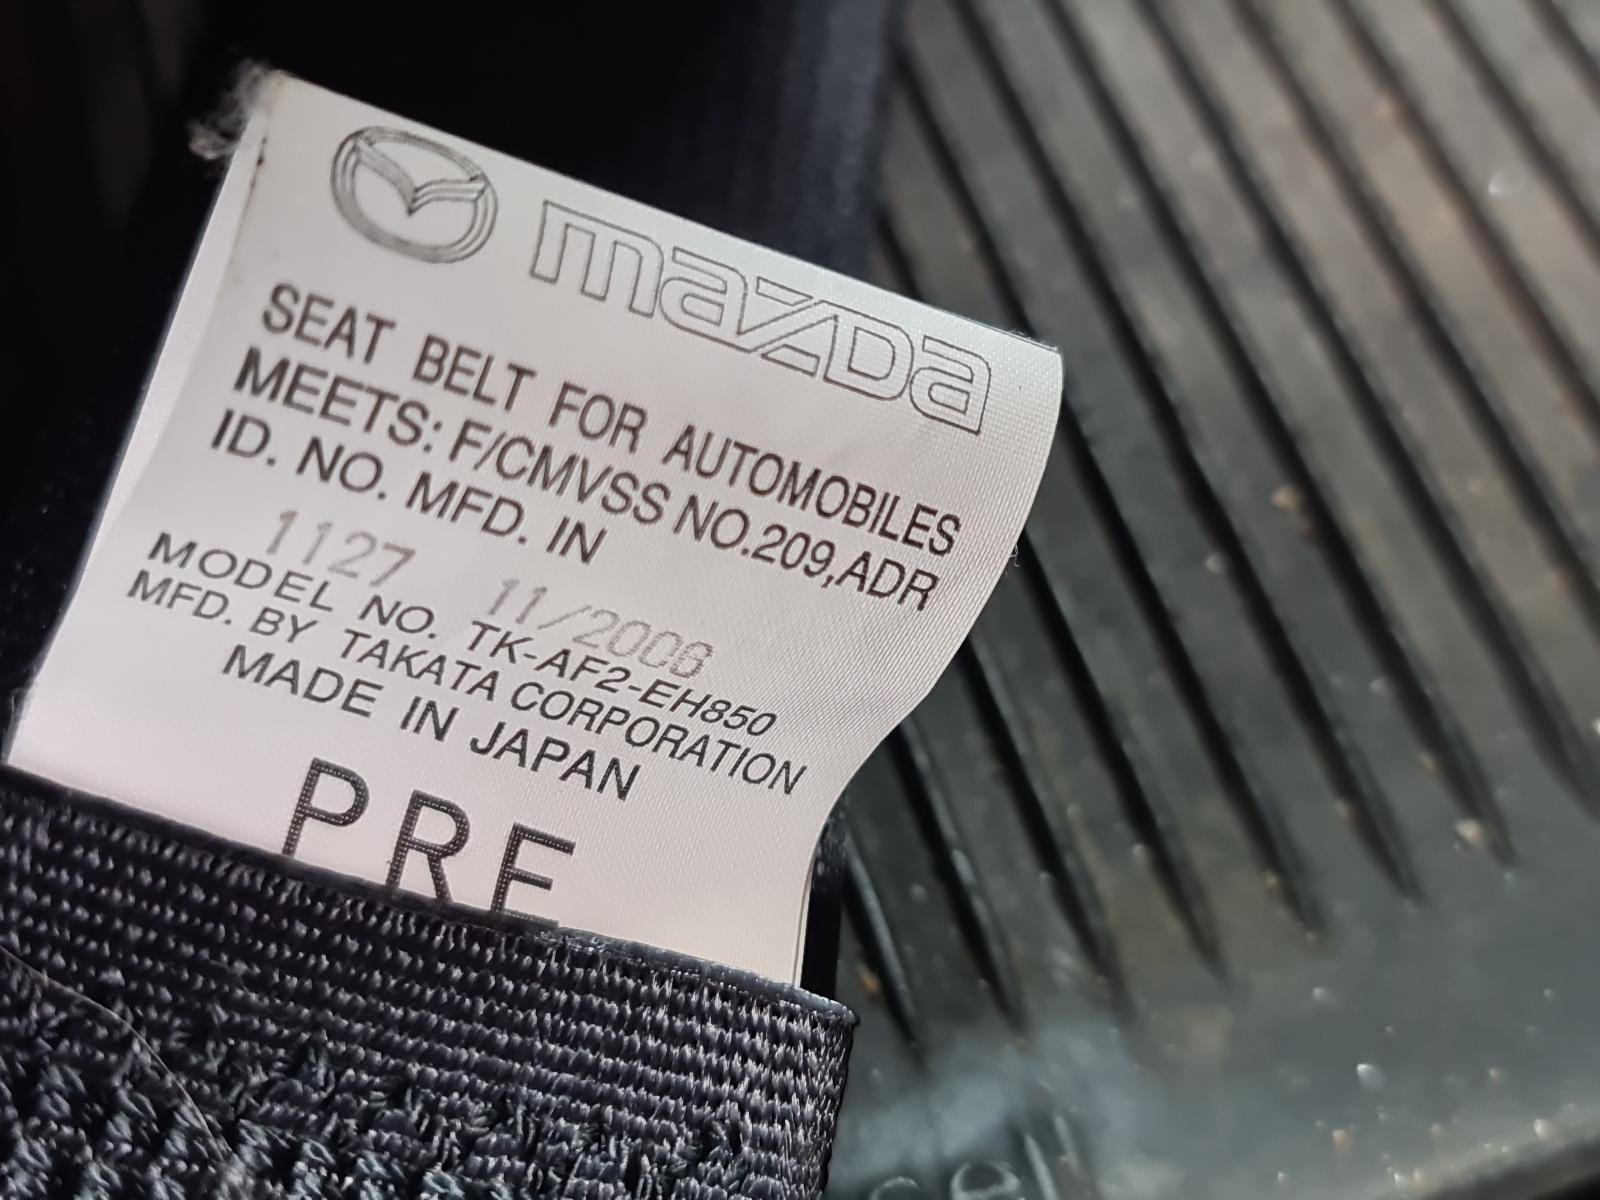 mazda
SEAT BELT FOR AUTOMOBILES
MEETS: F/CMVSS NO.209,ADR
ID. NO. MFD. IN
1127 11/2006
MODEL NO. TK-AF2-EH850
MFD. BY TAKATA CORPORATION
MADE IN JAPAN
PRE